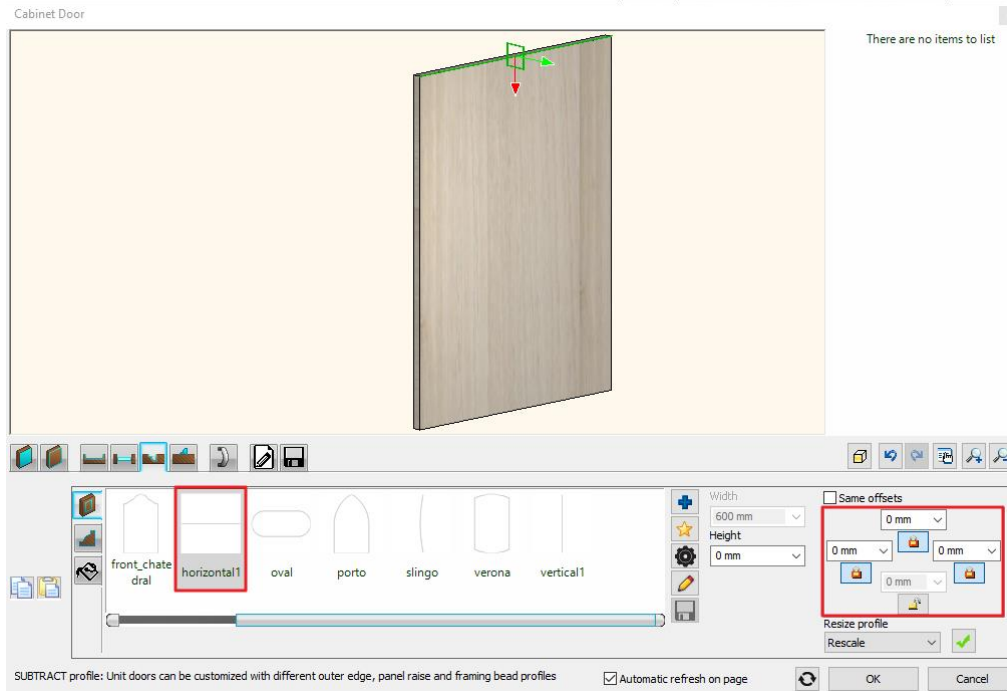 Cabinet Door
There are no items to list
Width
Same offsets
600 mm
0 mm
Height
0 mm
0 mm
0 mm
front_chate
dral
horizontal1
oval
porto
slingo
verona
vertical1
0 mm
Resize profile
Rescale
SUBTRACT profile: Unit doors can be customized with different outer edge, panel raise and framing bead profiles
Automatic refresh on page
OK
Cancel